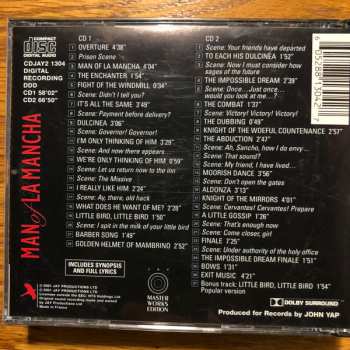 COMPACT
disc
DIGITAL AUDIO
CDJAY2 1304
DIGITAL
RECORDING
DDD
CD1 58'02"
CD2 66'50"
MAN of LA MANCHA
CD 1
OVERTURE 4'38"
Prison Scene
MAN OF LA MANCHA 3'04"
THE ENCHANTER 1'54"
FIGHT OF THE WINDMILL 0'54"
Scene: Didn't I tell you?
IT'S ALL THE SAME 3'48"
Scene: Payment before delivery?
DULCINEA 3'06"
Scene: Governor! Governor!
I'M ONLY THINKING OF HIM 3'29"
Scene: And now there appears...
WE'RE ONLY THINKING OF HIM 0'59"
Scene: Let us return now to the inn
Scene: The Missive
I REALLY LIKE HIM 2'24"
Scene: Ay, there, old hack
WHAT DOES HE WANT OF ME? 2'38"
LITTLE BIRD, LITTLE BIRD 1'50"
Scene: I spit in the milk of your little bird
BARBER SONG 1'49"
GOLDEN HELMET OF MAMBRINO 2'52"
CD 2
Scene: Your friends have departed
TO EACH HIS DULCINEA 1'52"
Scene: Now I must consider how
sages of the future
THE IMPOSSIBLE DREAM 2'28"
Scene: Once...Just once...
would you look at me...?
THE COMBAT 1'37"
Scene: Victory! Victory! Victory!
THE DUBBING 0'49"
KNIGHT OF THE WOEFUL COUNTENANCE 2'57"
THE ABDUCTION 2'47"
Scene: Ah, Sancho, how I do envy...
Scene: That sound?
Scene: My friend, I have lived...
MOORISH DANCE 1'56"
Scene: Don't open the gates
ALDONZA 3'13"
KNIGHT OF THE MIRRORS 4'01"
Scene: Cervantes! Cervantes! Prepare
A LITTLE GOSSIP 1'26"
Scene: That's enough now
Scene: Come closer, girl
FINALE 1'25"
Scene: Under authority of the holy office
THE IMPOSSIBLE DREAM FINALE 1'55"
BOWS 1'31"
EXIT MUSIC 4'21"
Bonus track: LITTLE BIRD, LITTLE BIRD 1'54"
Popular version
INCLUDES SYNOPSIS
AND FULL LYRICS
MASTER
WORKS
EDITION
DOLBY SURROUND
Produced for Records by JOHN YAP